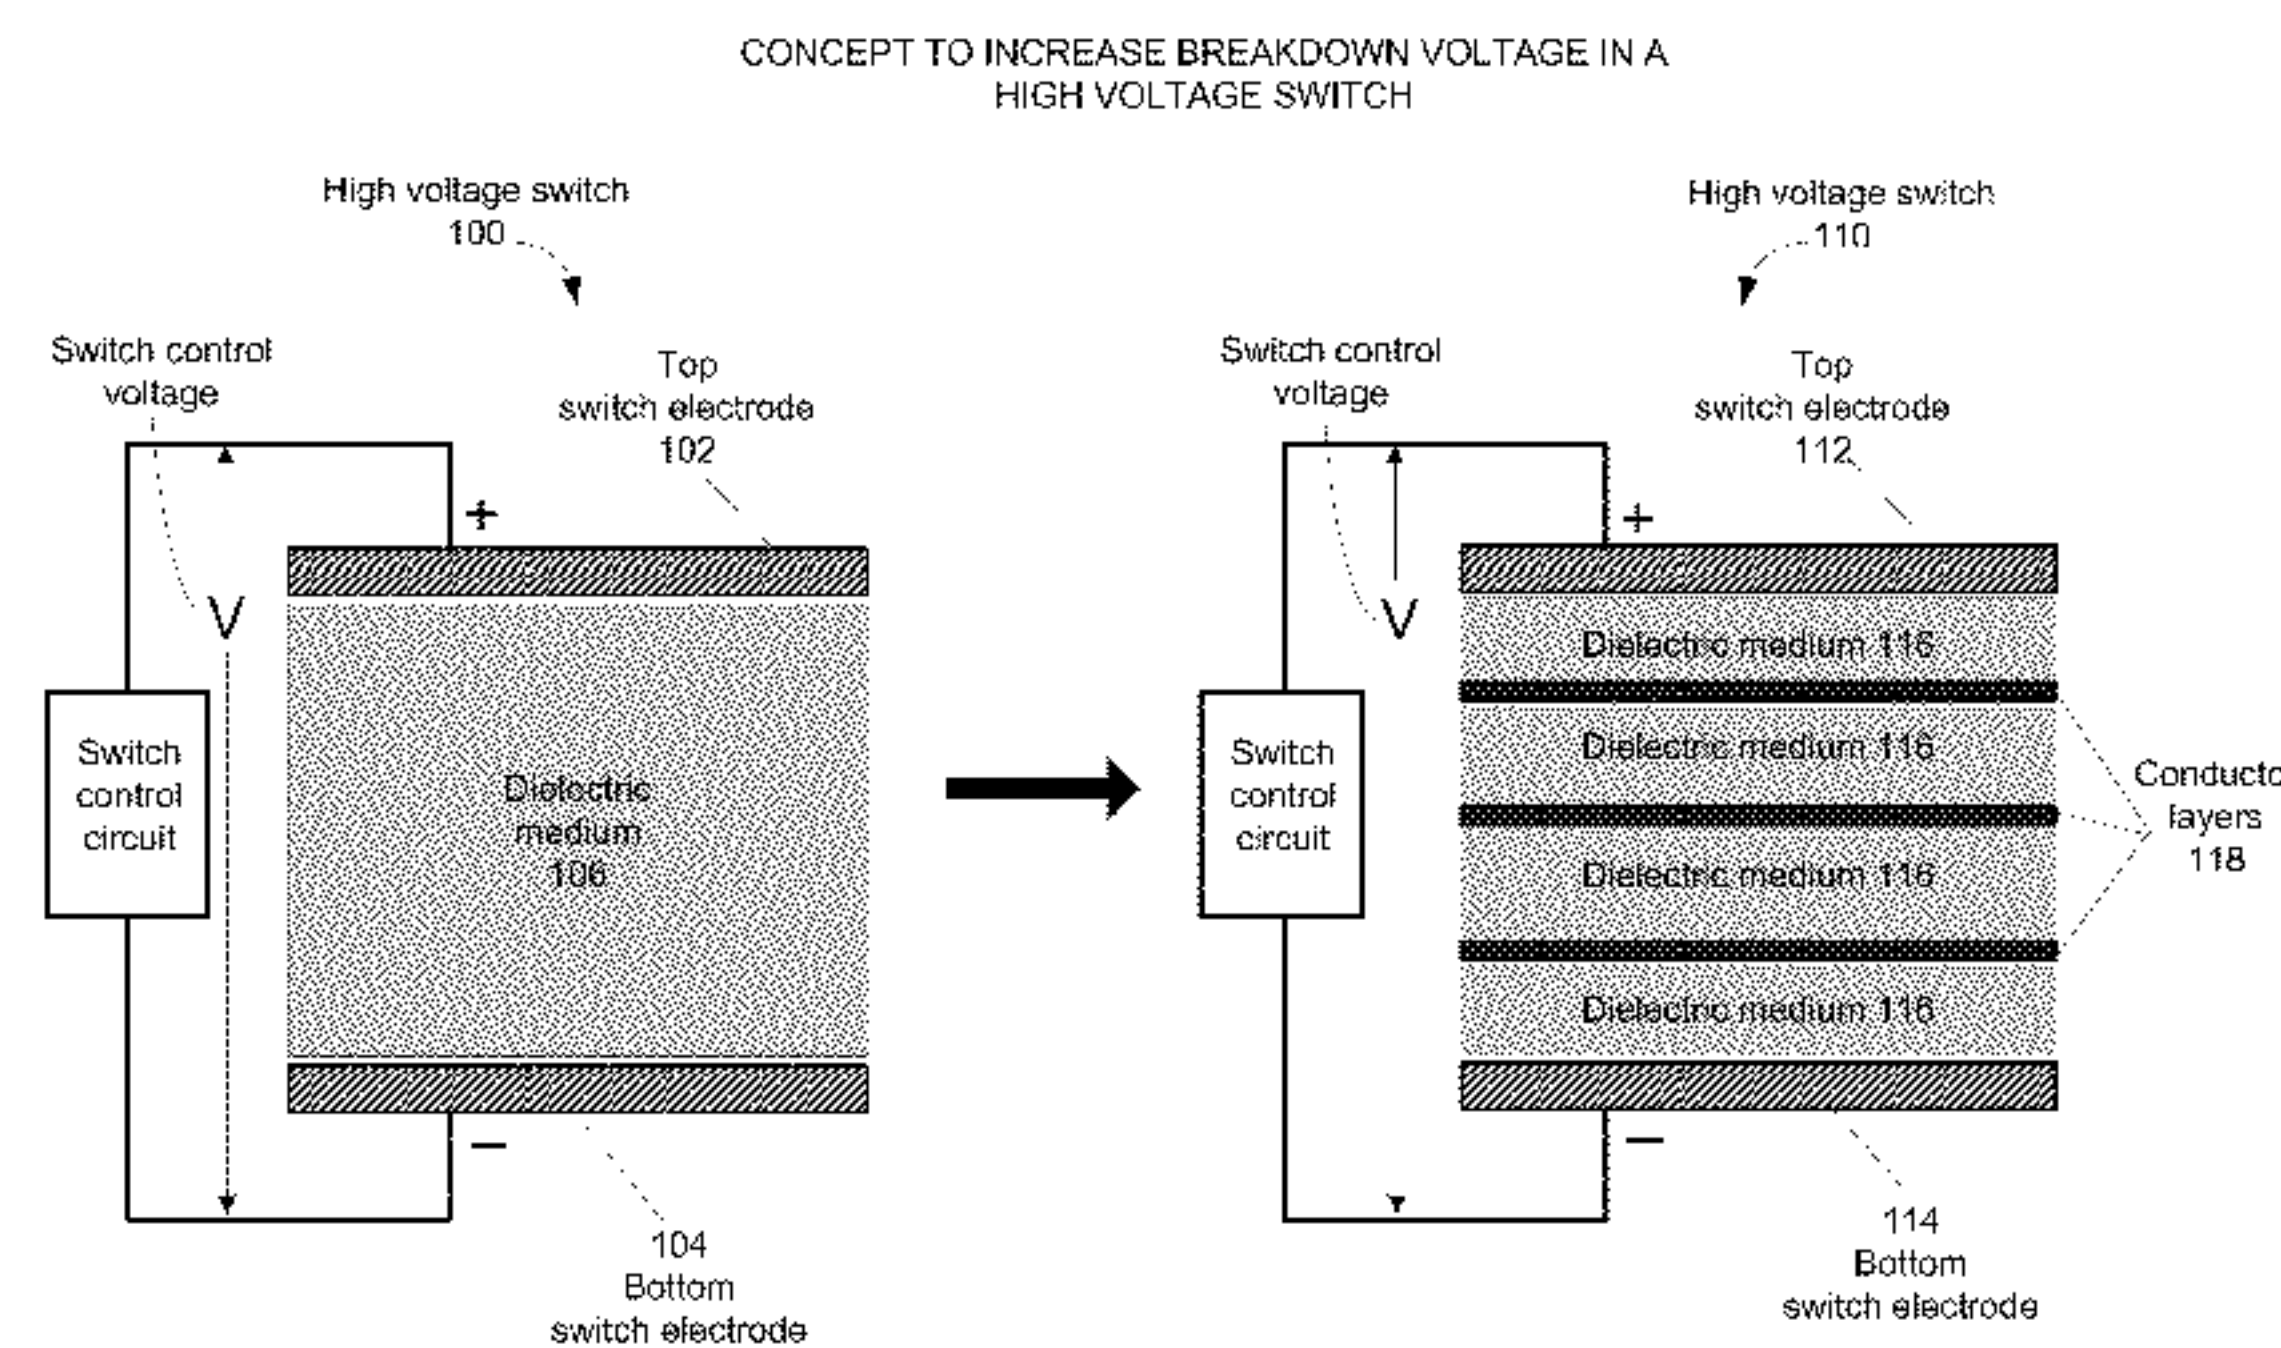 CONCEPT TO INCREASE BREAKDOWN VOLTAGE IN A
HIGH VOLTAGE SWITCH
High voltage switch
100
Switch control
voltage
Top
switch electrode
102
+
V
Switch
control
circuit
Dielectric
medium
106
–
104
Bottom
switch electrode
High voltage switch
110
Switch control
voltage
Top
switch electrode
112
+
V
Switch
control
circuit
Dielectric medium 116
Dielectric medium 116
Dielectric medium 116
Dielectric medium 116
Conducto
layers
118
–
114
Bottom
switch electrode